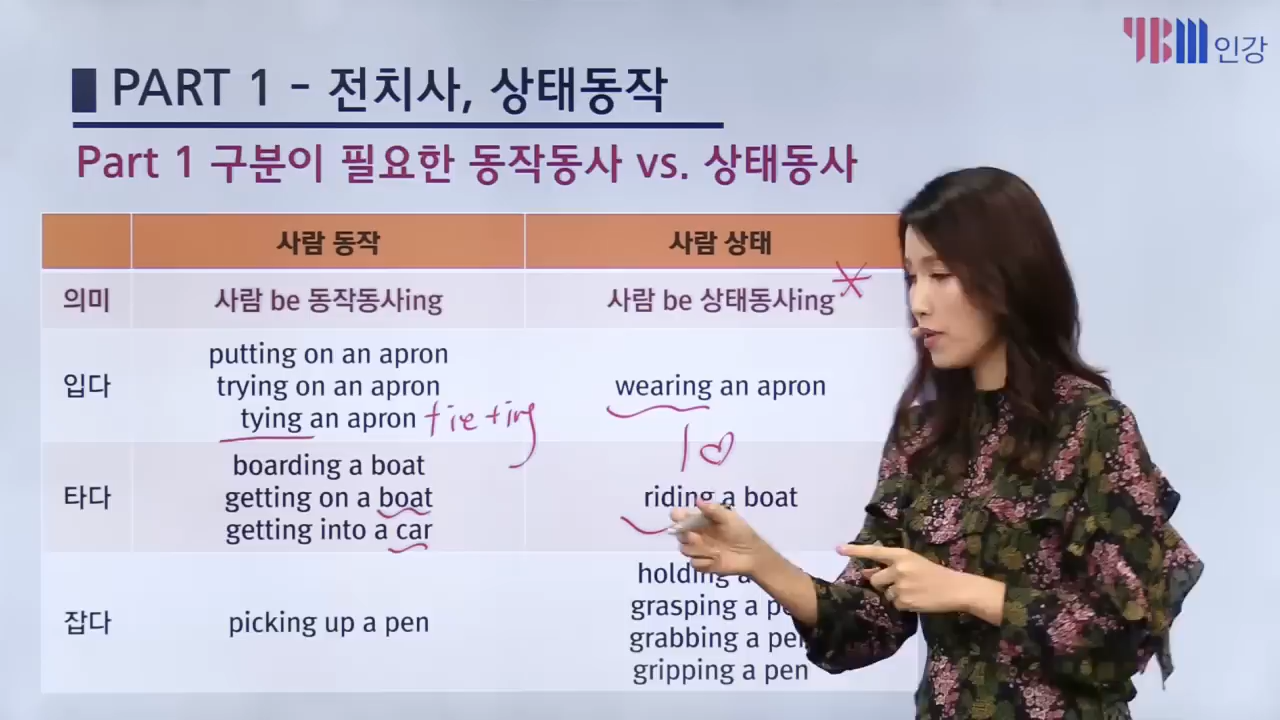 YBM 인강
PART 1 - 전치사, 상태동작
Part 1 구분이 필요한 동작동사 vs. 상태동사
사람 동작
사람 상태
의미
사람 be 동작동사ing
사람 be 상태동사ing
입다
putting on an apron
trying on an apron
tying an apron
tie+ing
wearing an apron
타다
boarding a boat
getting on a boat
getting into a car
riding a boat
잡다
picking up a pen
holding a
grasping a
grabbing a
gripping a pen